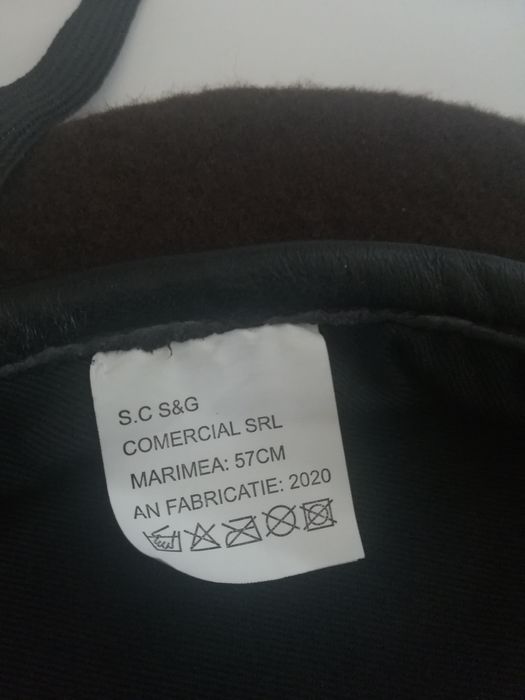 S.C S&G
COMERCIAL SRL
MARIMEA: 57CM
AN FABRICATIE: 2020